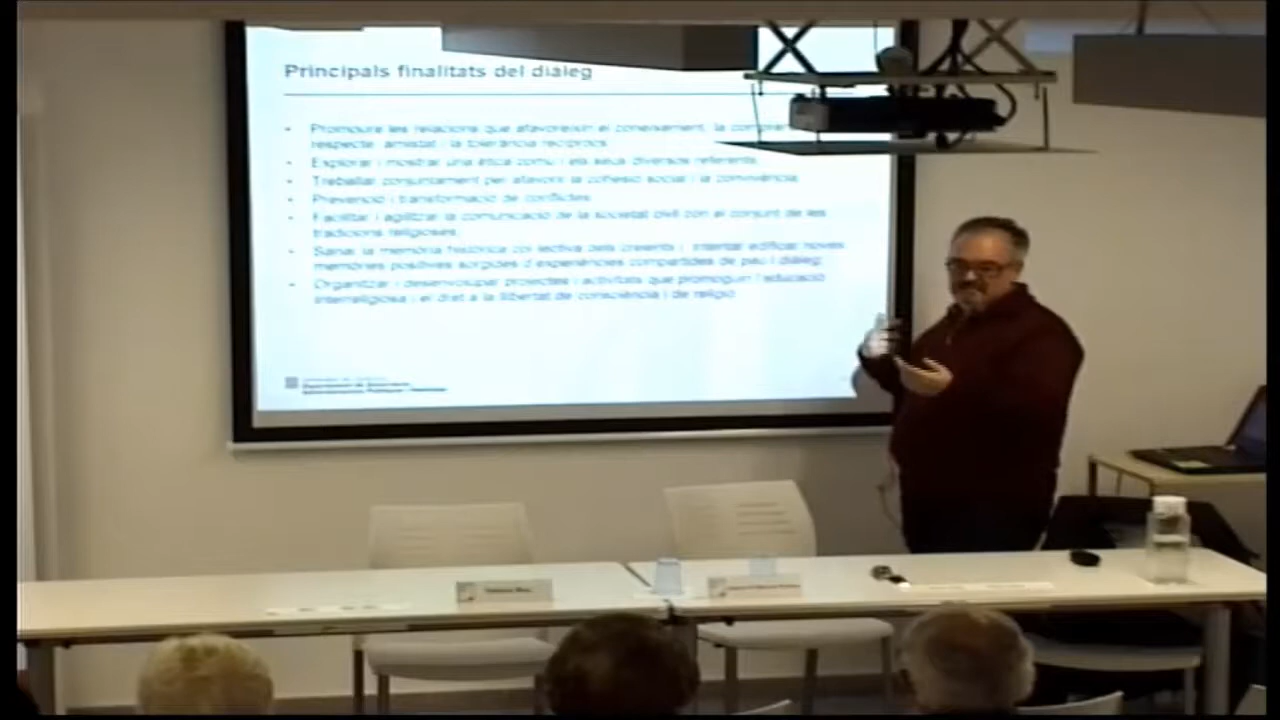 Principals finalitats del diàleg
Promoure les relacions que afavoreixin el coneixement, la
respecte amistat i la tolerància recíprocs
Explorar i mostrar una ètica comú i els seus diversos referents.
Treballar conjuntament per afavorir la cohesió social i la convivència.
Prevenció i transformació de conflictes
Facilitar i agilitzar la comunicació de la societat civil con el conjunt de les
tradicions religioses.
Sanar la memòria històrica col·lectiva dels creients i intentar edificar noves
memòries positives sorgides d'experiències compartides de pau i diàleg.
Organitzar i desenvolupar projectes i activitats que promoguin l'educació
interreligiosa i el dret a la llibertat de consciència i de religió